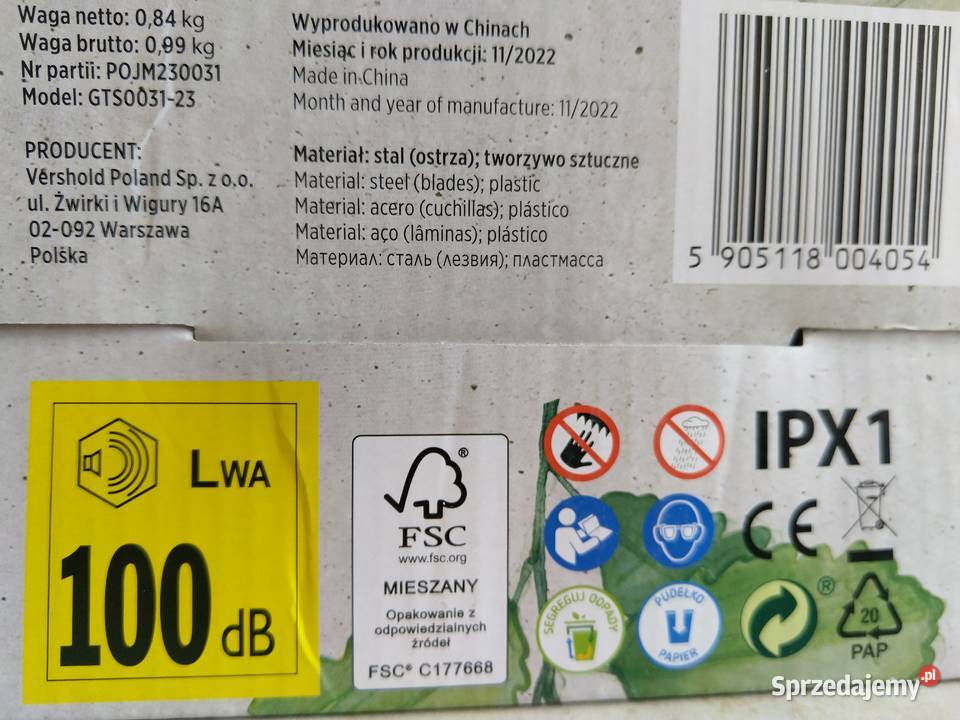 Waga netto: 0,84 kg
Waga brutto: 0,99 kg
Nr partii: POJM230031
Model: GTS0031-23
PRODUCENT:
Vershold Poland Sp. z o.o.
ul. Żwirki i Wigury 16A
02-092 Warszawa
Polska
Wyprodukowano w Chinach
Miesiąc i rok produkcji: 11/2022
Made in China
Month and year of manufacture: 11/2022
Materiał: stal (ostrza); tworzywo sztuczne
Material: steel (blades); plastic
Material: acero (cuchillas); plástico
Material: aço (lâminas); plástico
Материал: сталь (лезвия); пластмасса
5 905118 004054
LWA
100 dB
®
FSC
www.fsc.org
MIESZANY
Opakowanie z
odpowiedzialnych
źródeł
FSC® C177668
IPX1
CE
SEGREGUJ ODPADY
PUDEŁKO
PAPIER
®
20
PAP
Sprzedajemy.pl